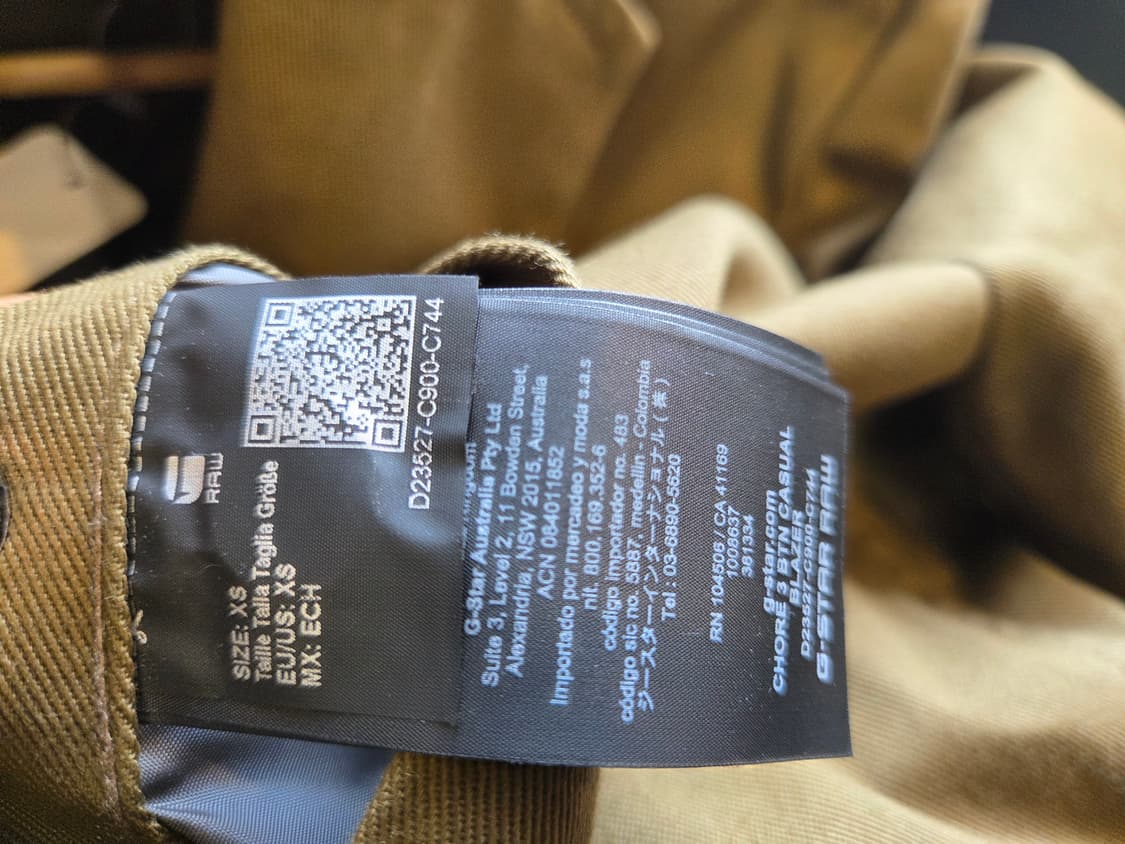 RAW
D23527-C900-C744
SIZE: XS
Taille Talla Taglia Größe
EU/US: XS
MX: ECH
G-Star Australia Pty Ltd
Suite 3, Level 2, 11 Bowden Street,
Alexandria, NSW 2015, Australia
ACN 084011852
Importado por mercadeo y moda s.a.s
nit. 800.169.352-6
código importador no. 483
código sic no. 5887. medellin - Colombia
ジースターインターナショナル(株)
Tel.: 03-6890-5620
RN 104506 / CA 41169
1008637
361334
g-star.com
CHORE 3 BTN CASUAL
BLAZER
D23527-C900-C744
G-STAR RAW